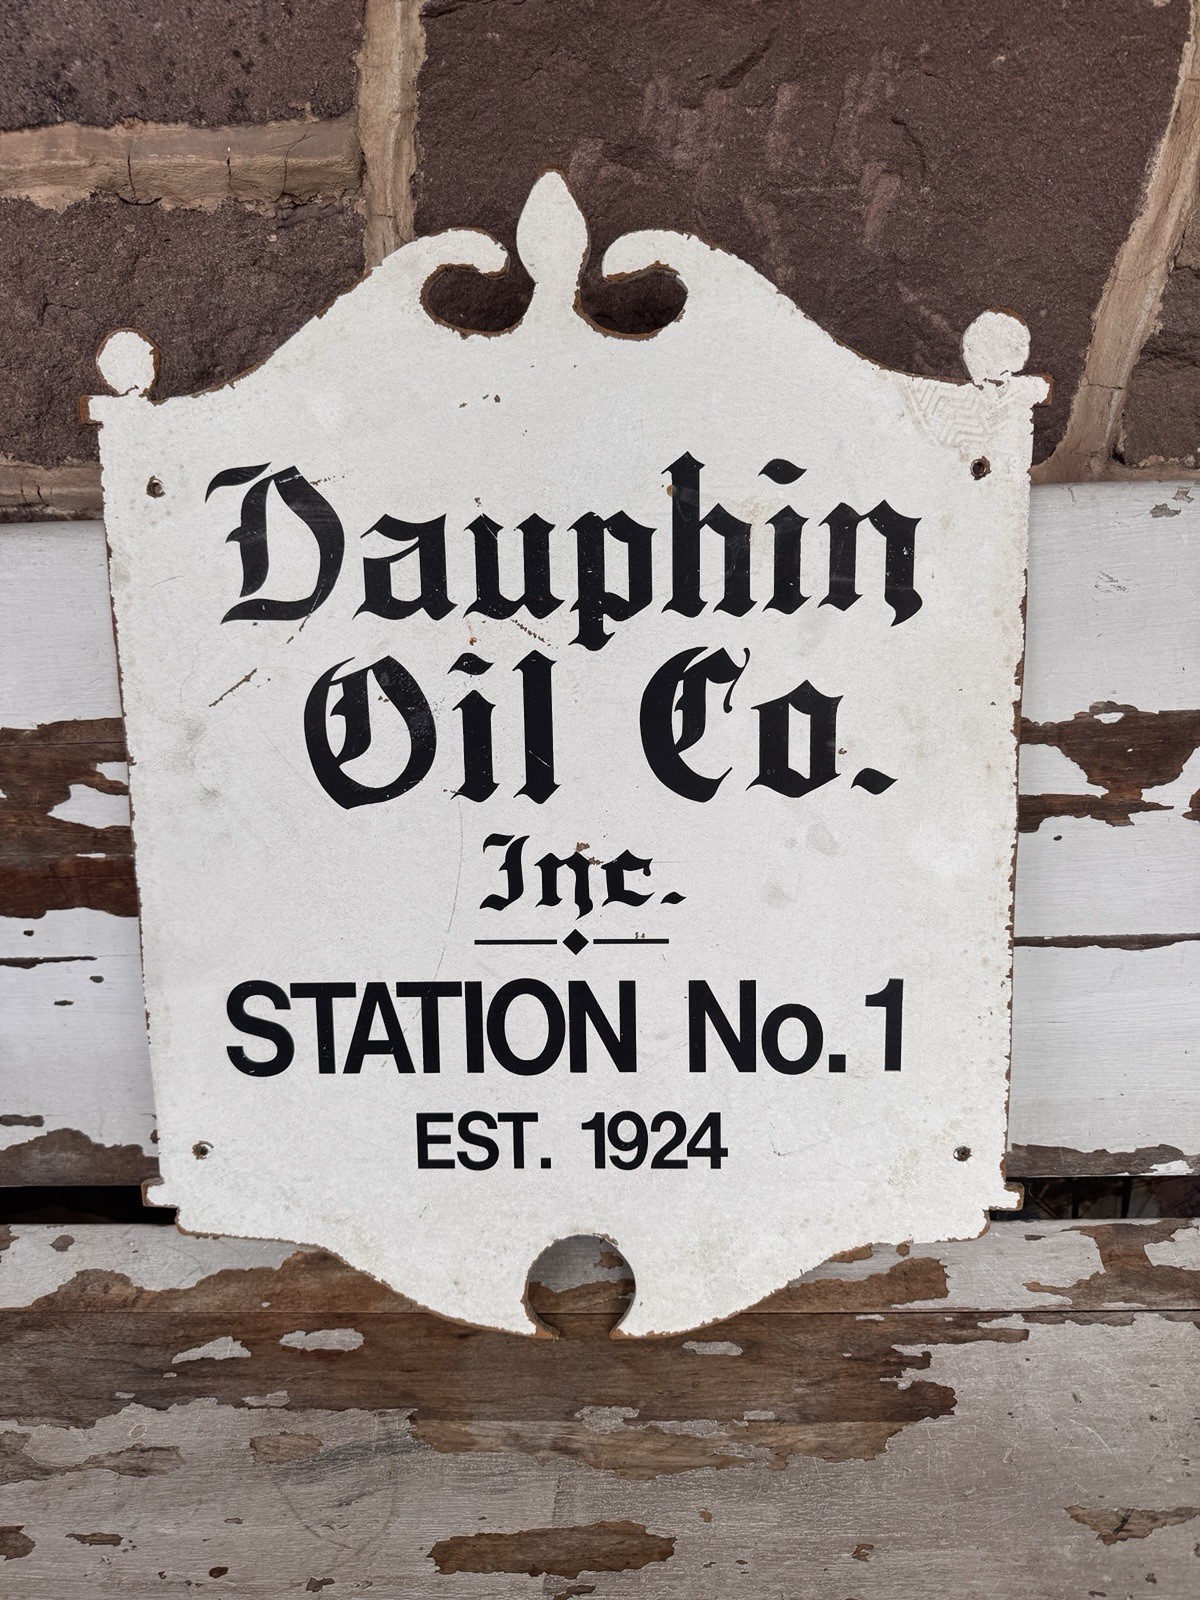 Dauphin
Oil Co.
Inc.
STATION No. 1
EST. 1924